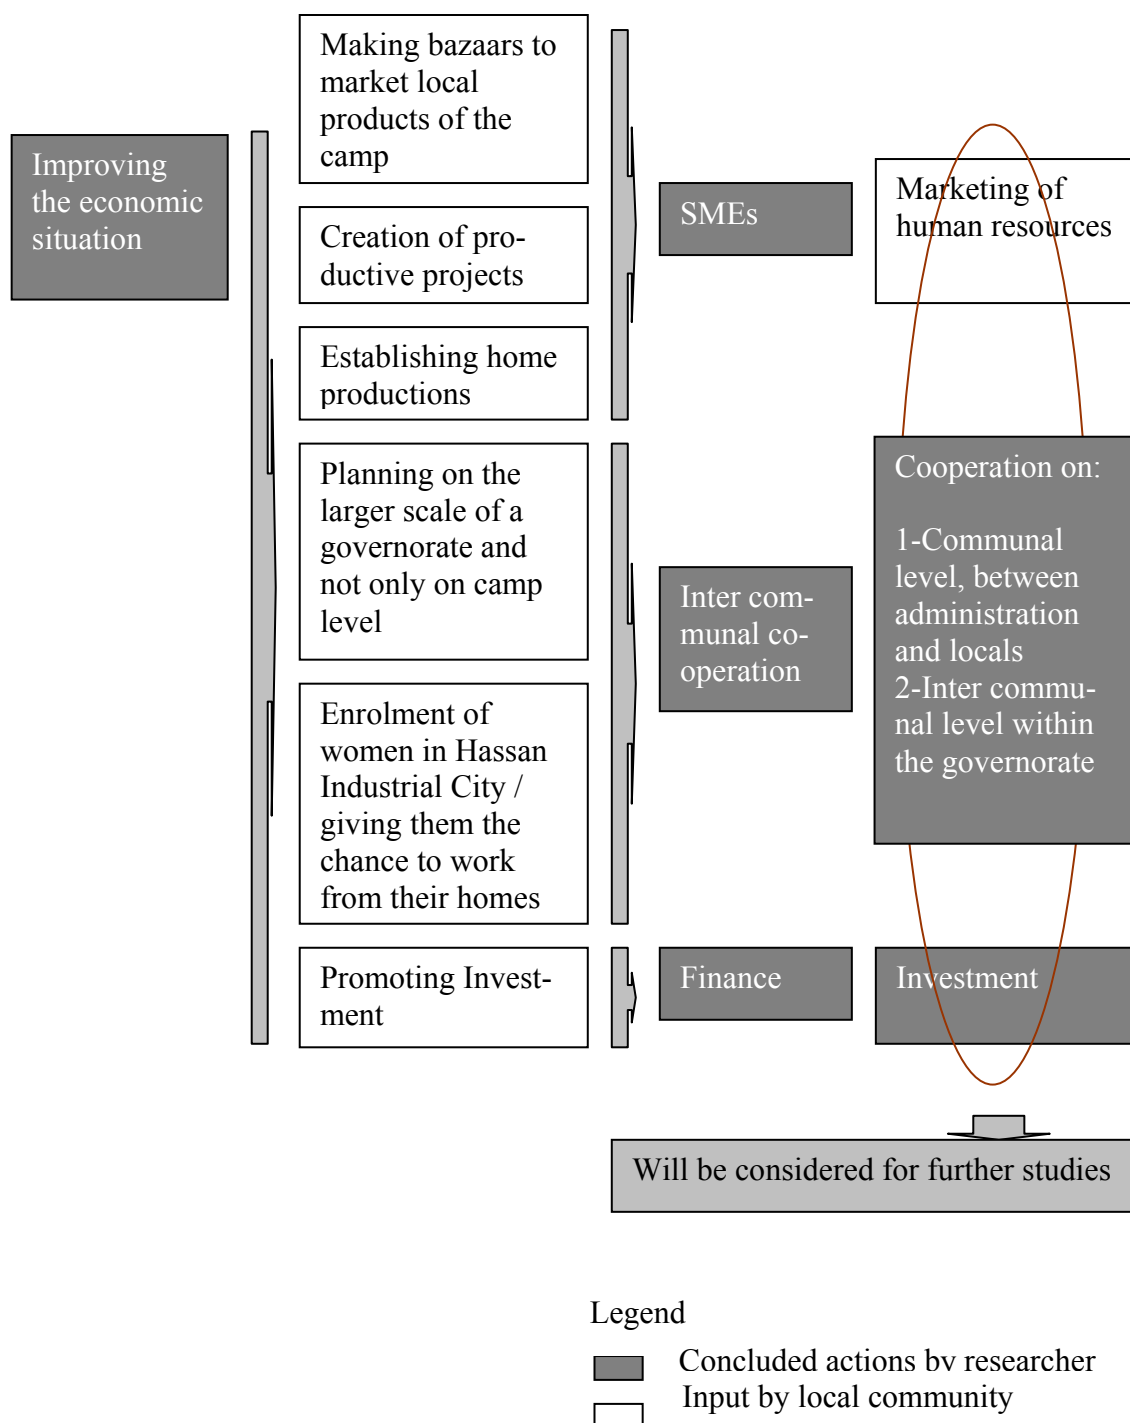 Improving
the economic
situation
Making bazaars to
market local
products of the
camp
Creation of pro-
ductive projects
Establishing home
productions
Planning on the
larger scale of a
governorate and
not only on camp
level
Enrolment of
women in Hassan
Industrial City /
giving them the
chance to work
from their homes
Promoting Invest-
ment
SMEs
Inter com-
munal co-
operation
Finance
Marketing of
human resources
Cooperation on:
1-Communal
level, between
administration
and locals
2-Inter commu-
nal level within
the governorate
Investment
Will be considered for further studies
Legend
Concluded actions by researcher
Input by local community